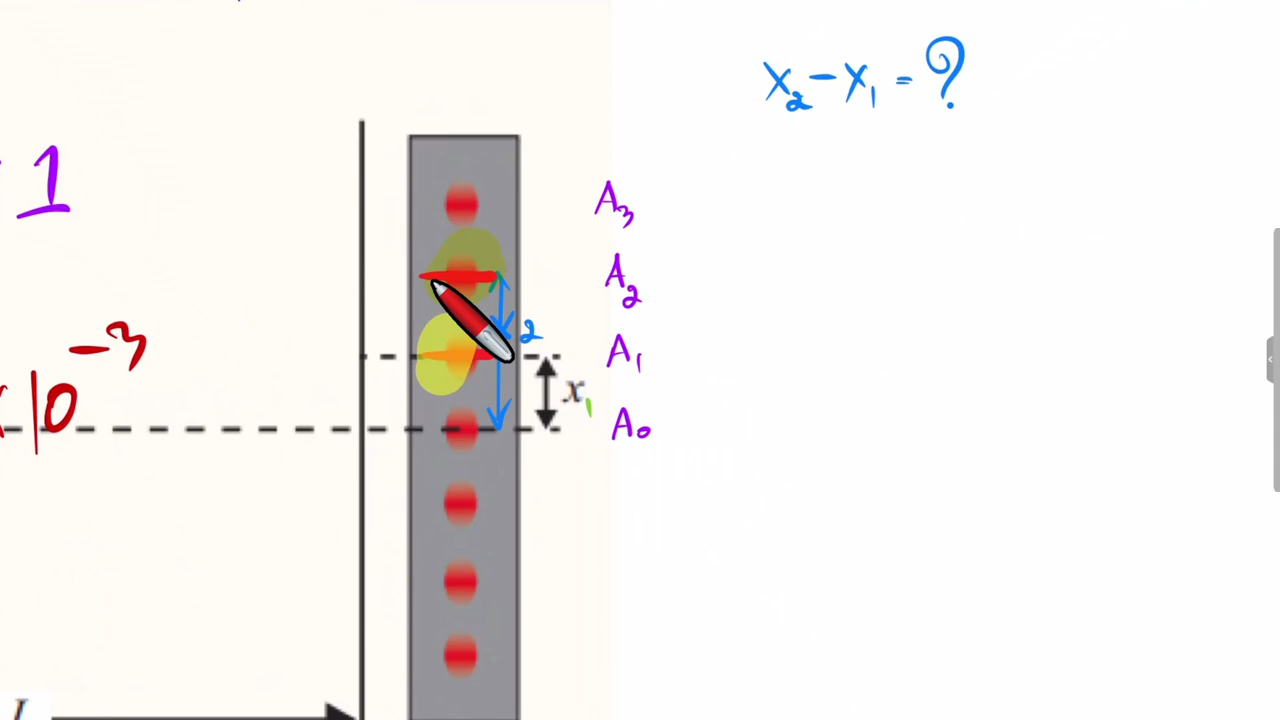 x₂ - x₁ = ?
1
A₃
A₂
2
A₁
10⁻³
x₁
A₀
L